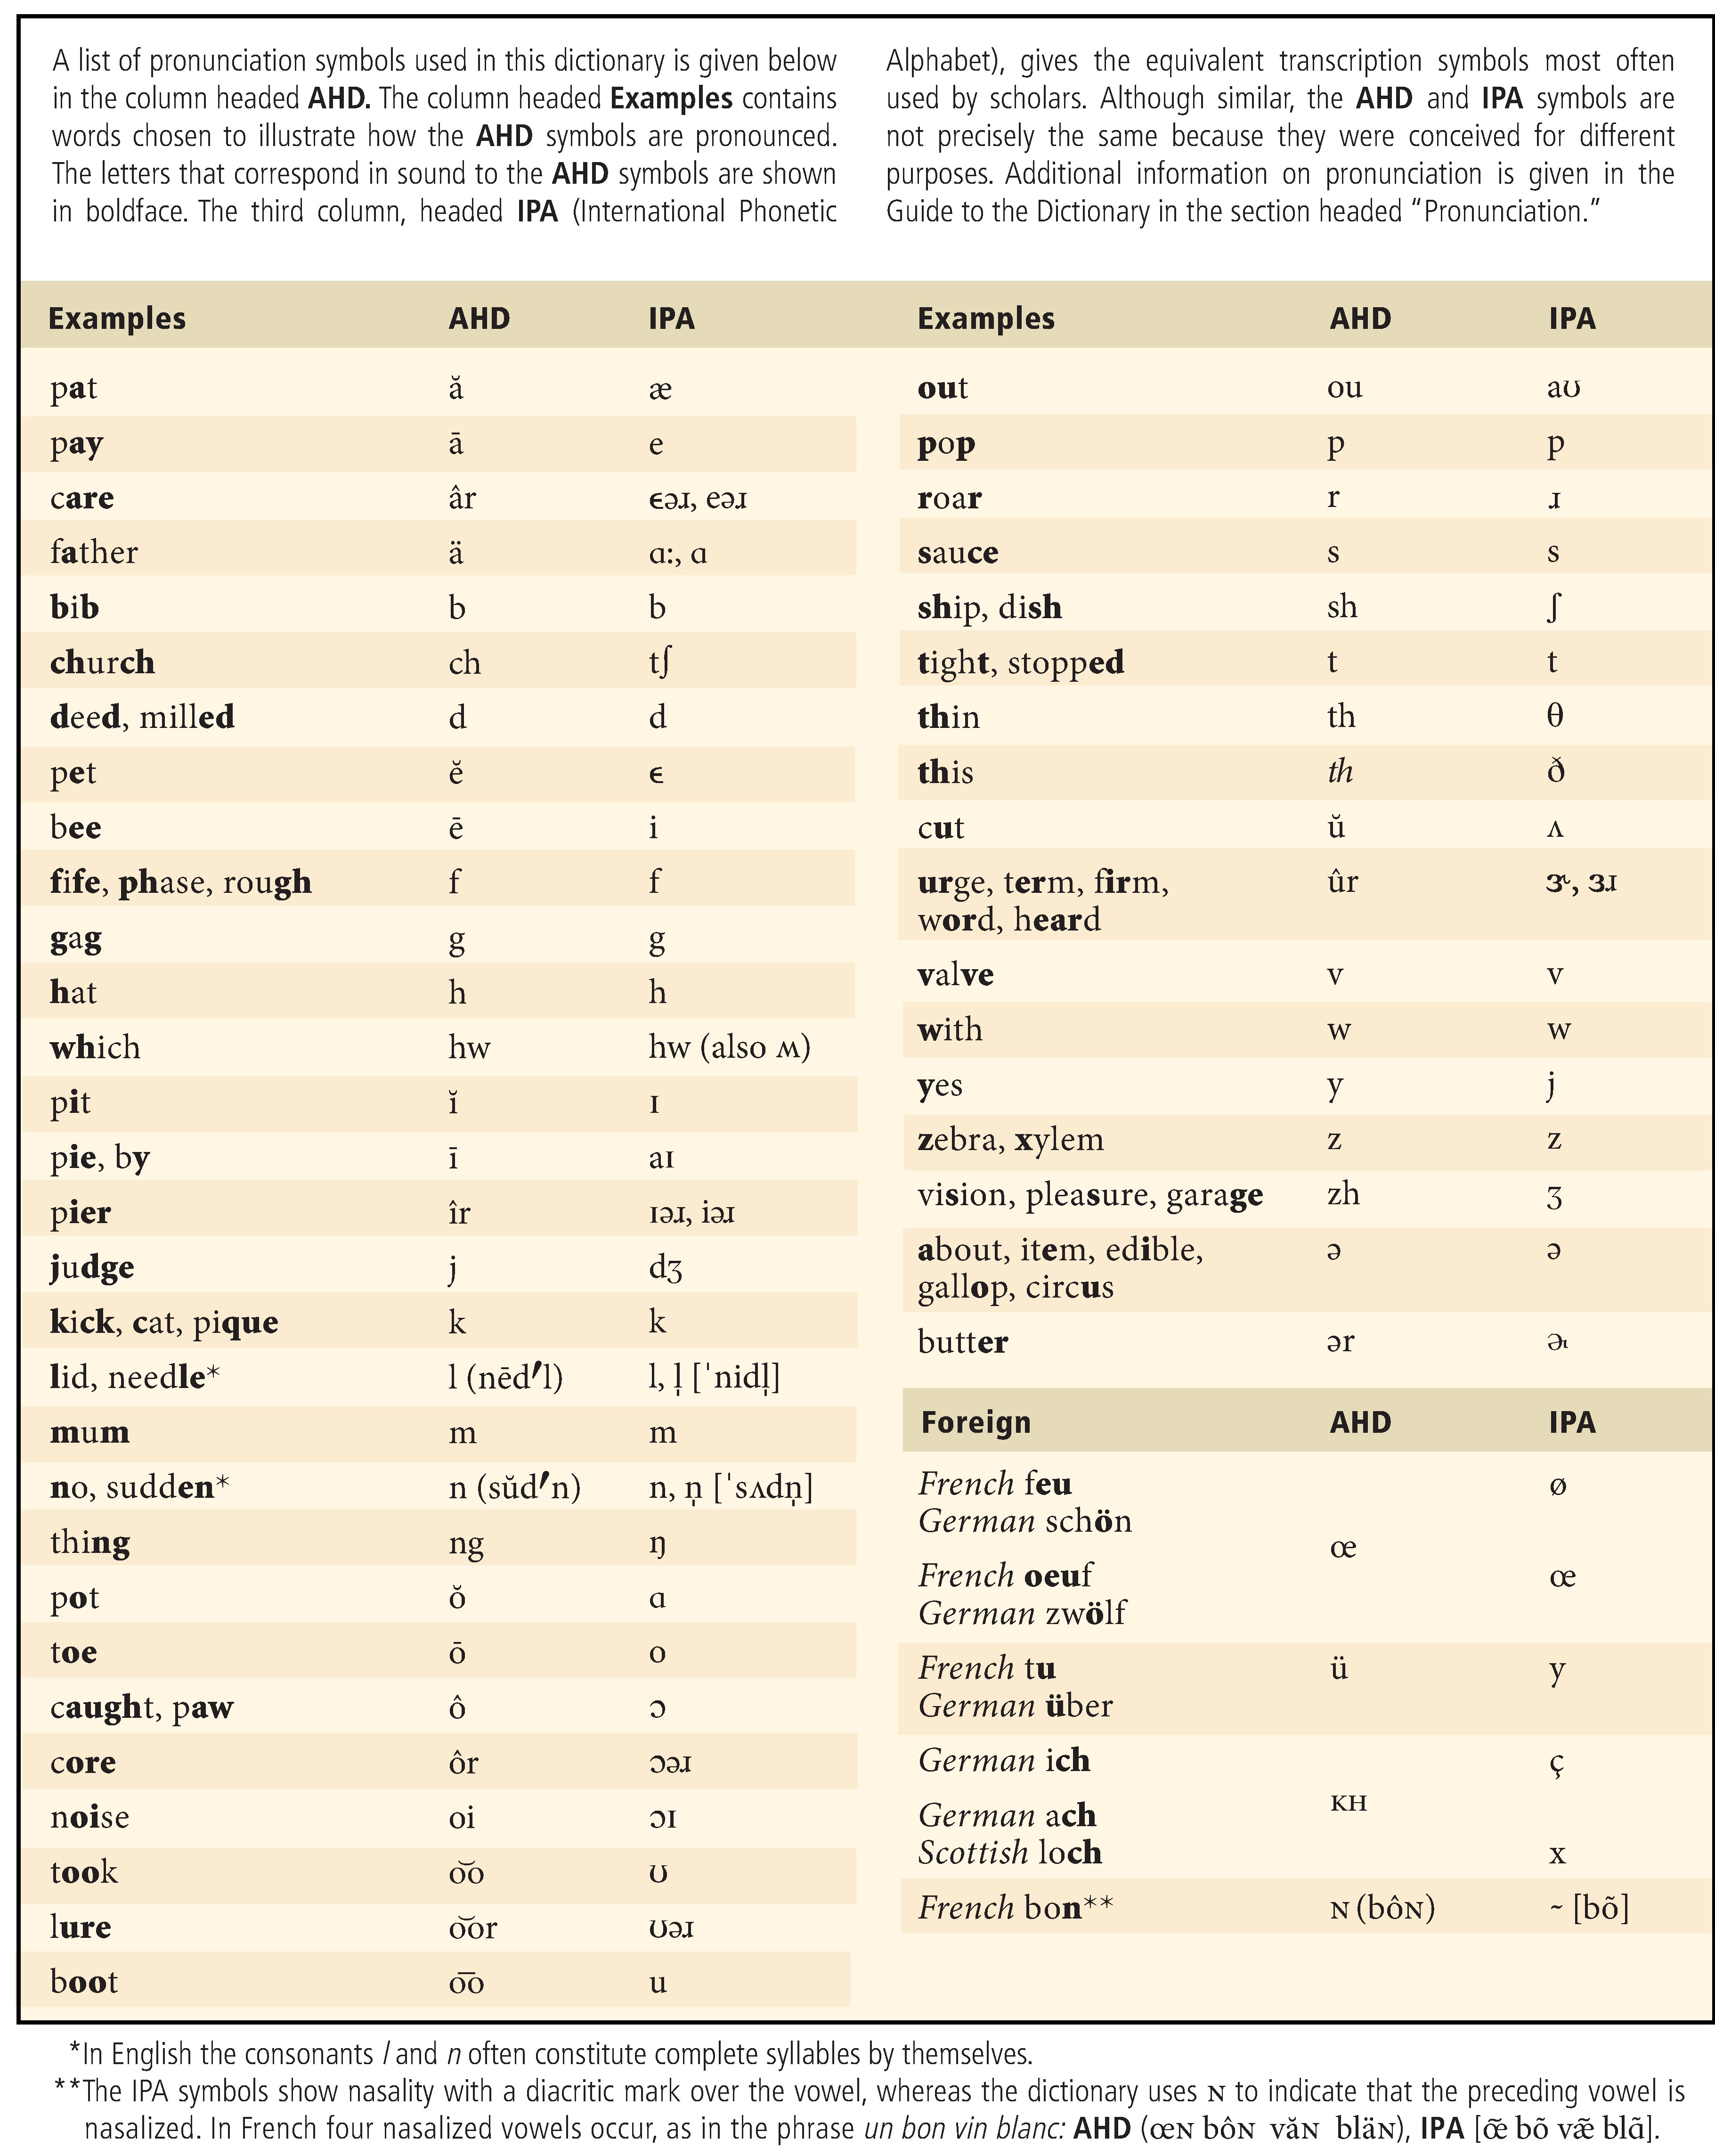 A list of pronunciation symbols used in this dictionary is given below
in the column headed AHD. The column headed Examples contains
words chosen to illustrate how the AHD symbols are pronounced.
The letters that correspond in sound to the AHD symbols are shown
in boldface. The third column, headed IPA (International Phonetic
Alphabet), gives the equivalent transcription symbols most often
used by scholars. Although similar, the AHD and IPA symbols are
not precisely the same because they were conceived for different
purposes. Additional information on pronunciation is given in the
Guide to the Dictionary in the section headed “Pronunciation.”
Examples AHD IPA
pat ă æ
pay ā e
care âr ϵəɹ, eəɹ
father ä ɑː, ɑ
bib b b
church ch tʃ
deed, milled d d
pet ĕ ϵ
bee ē i
fife, phase, rough f f
gag g g
hat h h
which hw hw (also ʍ)
pit ĭ ɪ
pie, by ī aɪ
pier îr ɪəɹ, iəɹ
judge j dʒ
kick, cat, pique k k
lid, needle* l (nēd′l) l, l̩ [ˈnidl̩]
mum m m
no, sudden* n (sŭd′n) n, n̩ [ˈsʌdn̩]
thing ng ŋ
pot ŏ ɑ
toe ō o
caught, paw ô ɔ
core ôr ɔəɹ
noise oi ɔɪ
took o͝o ʊ
lure o͝or ʊəɹ
boot o͞o u
Examples AHD IPA
out ou aʊ
pop p p
roar r ɹ
sauce s s
ship, dish sh ʃ
tight, stopped t t
thin th θ
this th ð
cut ŭ ʌ
urge, term, firm, ûr ɝ, ɜɹ
word, heard
valve v v
with w w
yes y j
zebra, xylem z z
vision, pleasure, garage zh ʒ
about, item, edible, ə ə
gallop, circus
butter ər ɚ
Foreign AHD IPA
French feu ø
German schön
œ
French oeuf œ
German zwölf
French tu ü y
German über
German ich ç
KH
German ach
Scottish loch x
French bon** N (bôN) ~ [bõ]
*In English the consonants l and n often constitute complete syllables by themselves.
**The IPA symbols show nasality with a diacritic mark over the vowel, whereas the dictionary uses N to indicate that the preceding vowel is
nasalized. In French four nasalized vowels occur, as in the phrase un bon vin blanc: AHD (œN bôN văN bläN), IPA [œ̃ bõ væ̃ blɑ̃].